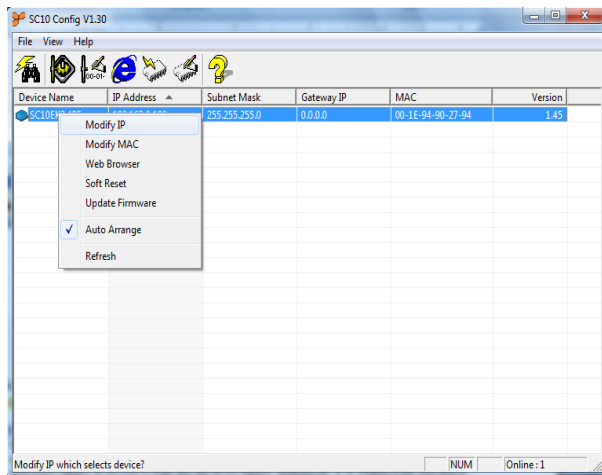 SC10 Config V1.30
File View Help
00-01-
Device Name IP Address Subnet Mask Gateway IP MAC Version
255.255.255.0 0.0.0.0 00-1E-94-90-27-94 1.45
Modify IP
Modify MAC
Web Browser
Soft Reset
Update Firmware
Auto Arrange
Refresh
Modify IP which selects device? NUM Online : 1